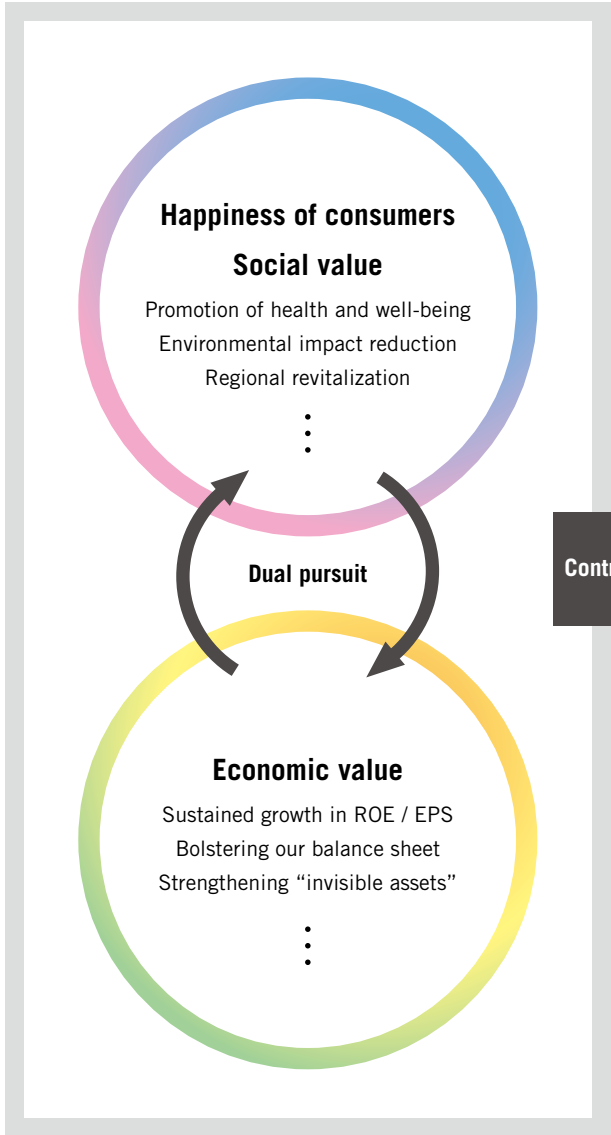 Happiness of consumers
Social value
Promotion of health and well-being
Environmental impact reduction
Regional revitalization
Dual pursuit
Economic value
Sustained growth in ROE / EPS
Bolstering our balance sheet
Strengthening “invisible assets”